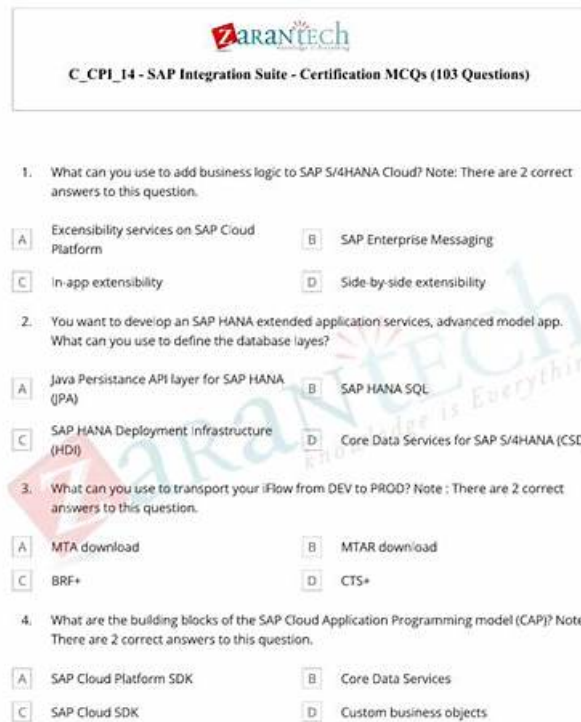 ZaranTech
C_CPI_14 - SAP Integration Suite - Certification MCQs (103 Questions)
1. What can you use to add business logic to SAP S/4HANA Cloud? Note: There are 2 correct
answers to this question.
A Excensibility services on SAP Cloud
Platform
B SAP Enterprise Messaging
C In-app extensibility
D Side-by-side extensibility
2. You want to develop an SAP HANA extended application services, advanced model app.
What can you use to define the database layes?
A Java Persistance API layer for SAP HANA
(JPA)
B SAP HANA SQL
C SAP HANA Deployment Infrastructure
(HDI)
D Core Data Services for SAP S/4HANA (CSD
3. What can you use to transport your iFlow from DEV to PROD? Note : There are 2 correct
answers to this question.
A MTA download
B MTAR download
C BRF+
D CTS+
4. What are the building blocks of the SAP Cloud Application Programming model (CAP)? Note
There are 2 correct answers to this question.
A SAP Cloud Platform SDK
B Core Data Services
C SAP Cloud SDK
D Custom business objects